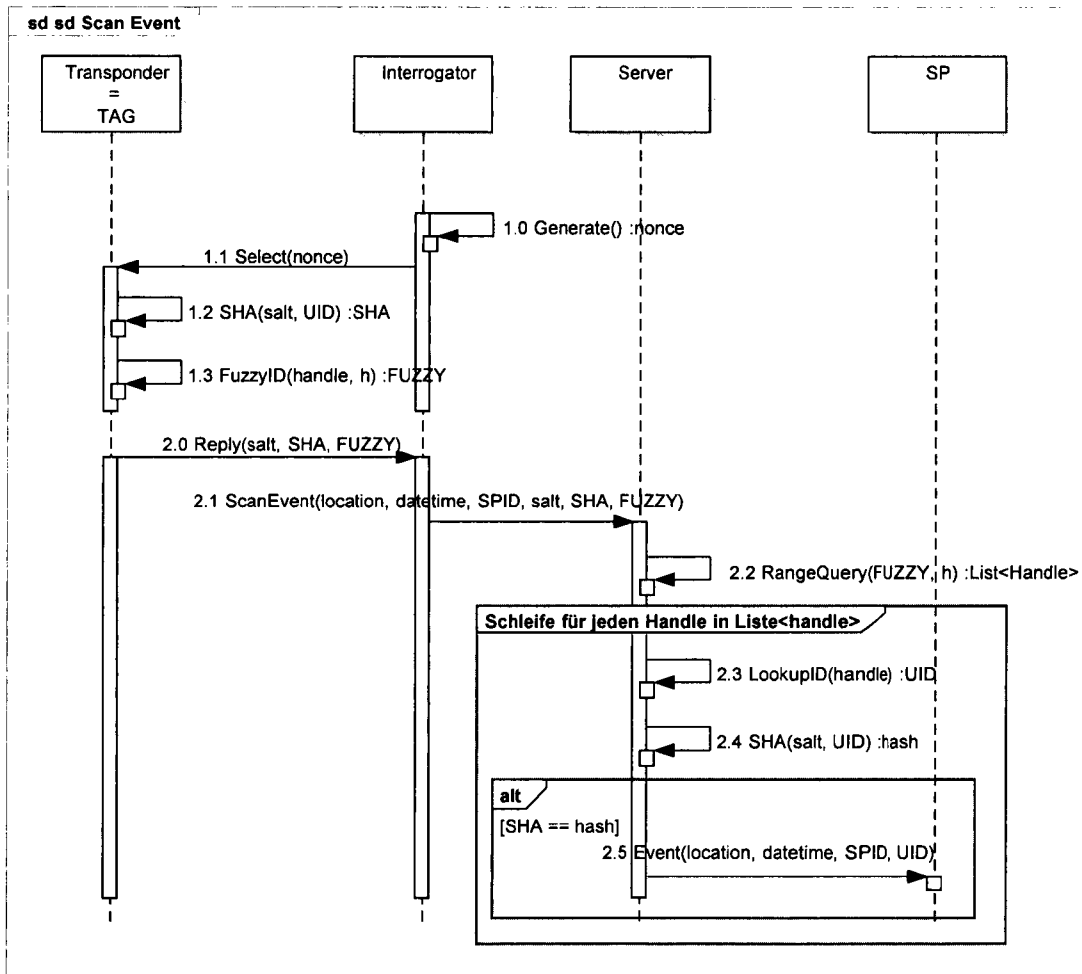 sd sd Scan Event
Transponder
=
TAG
Interrogator
Server
SP
1.0 Generate() :nonce
1.1 Select(nonce)
1.2 SHA(salt, UID) :SHA
1.3 FuzzyID(handle, h) :FUZZY
2.0 Reply(salt, SHA, FUZZY)
2.1 ScanEvent(location, datetime, SPID, salt, SHA, FUZZY)
2.2 RangeQuery(FUZZY, h) :List<Handle>
Schleife für jeden Handle in Liste<handle>
2.3 LookupID(handle) :UID
2.4 SHA(salt, UID) :hash
alt
[SHA == hash]
2.5 Event(location, datetime, SPID, UID)